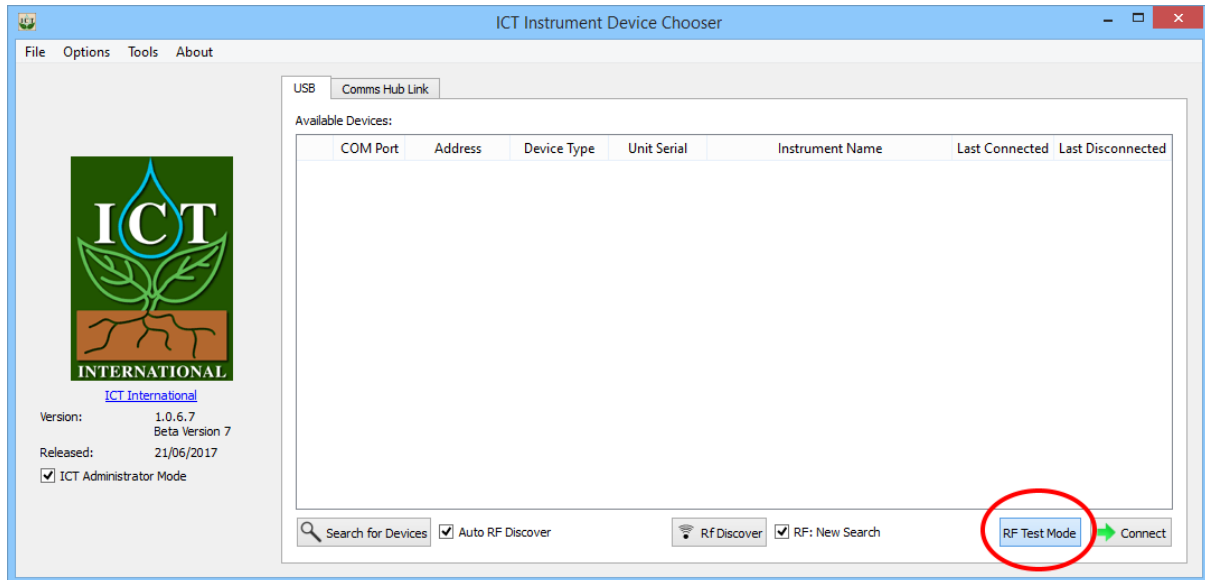 ICT
ICT Instrument Device Chooser
File Options Tools About
USB Comms Hub Link
Available Devices:
COM Port Address Device Type Unit Serial Instrument Name Last Connected Last Disconnected
ICT
INTERNATIONAL
ICT International
Version: 1.0.6.7
Beta Version 7
Released: 21/06/2017
ICT Administrator Mode
Search for Devices Auto RF Discover Rf Discover RF: New Search RF Test Mode Connect